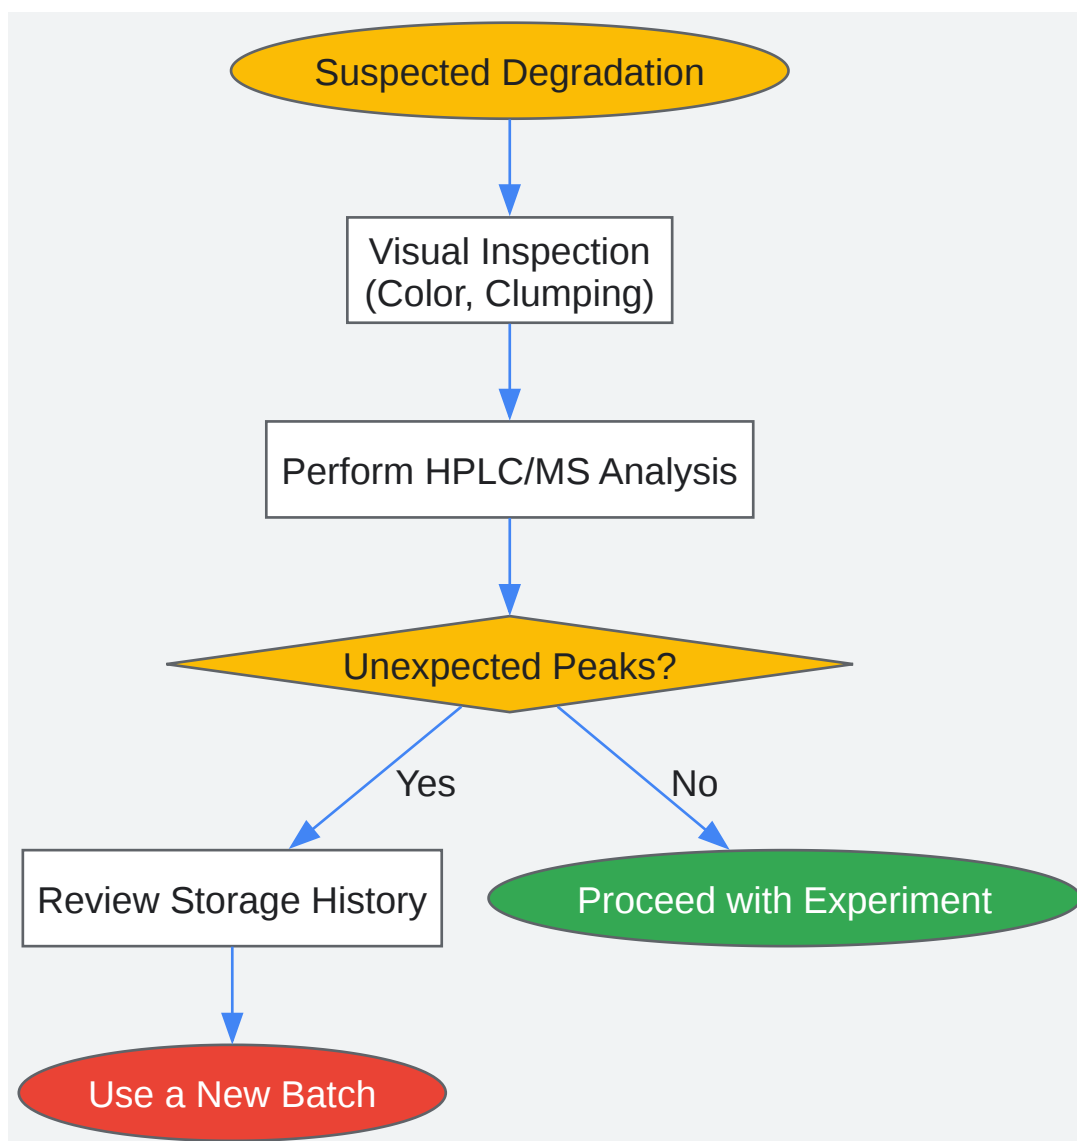 Suspected Degradation
Visual Inspection
(Color, Clumping)
Perform HPLC/MS Analysis
Unexpected Peaks?
Yes
No
Review Storage History
Proceed with Experiment
Use a New Batch